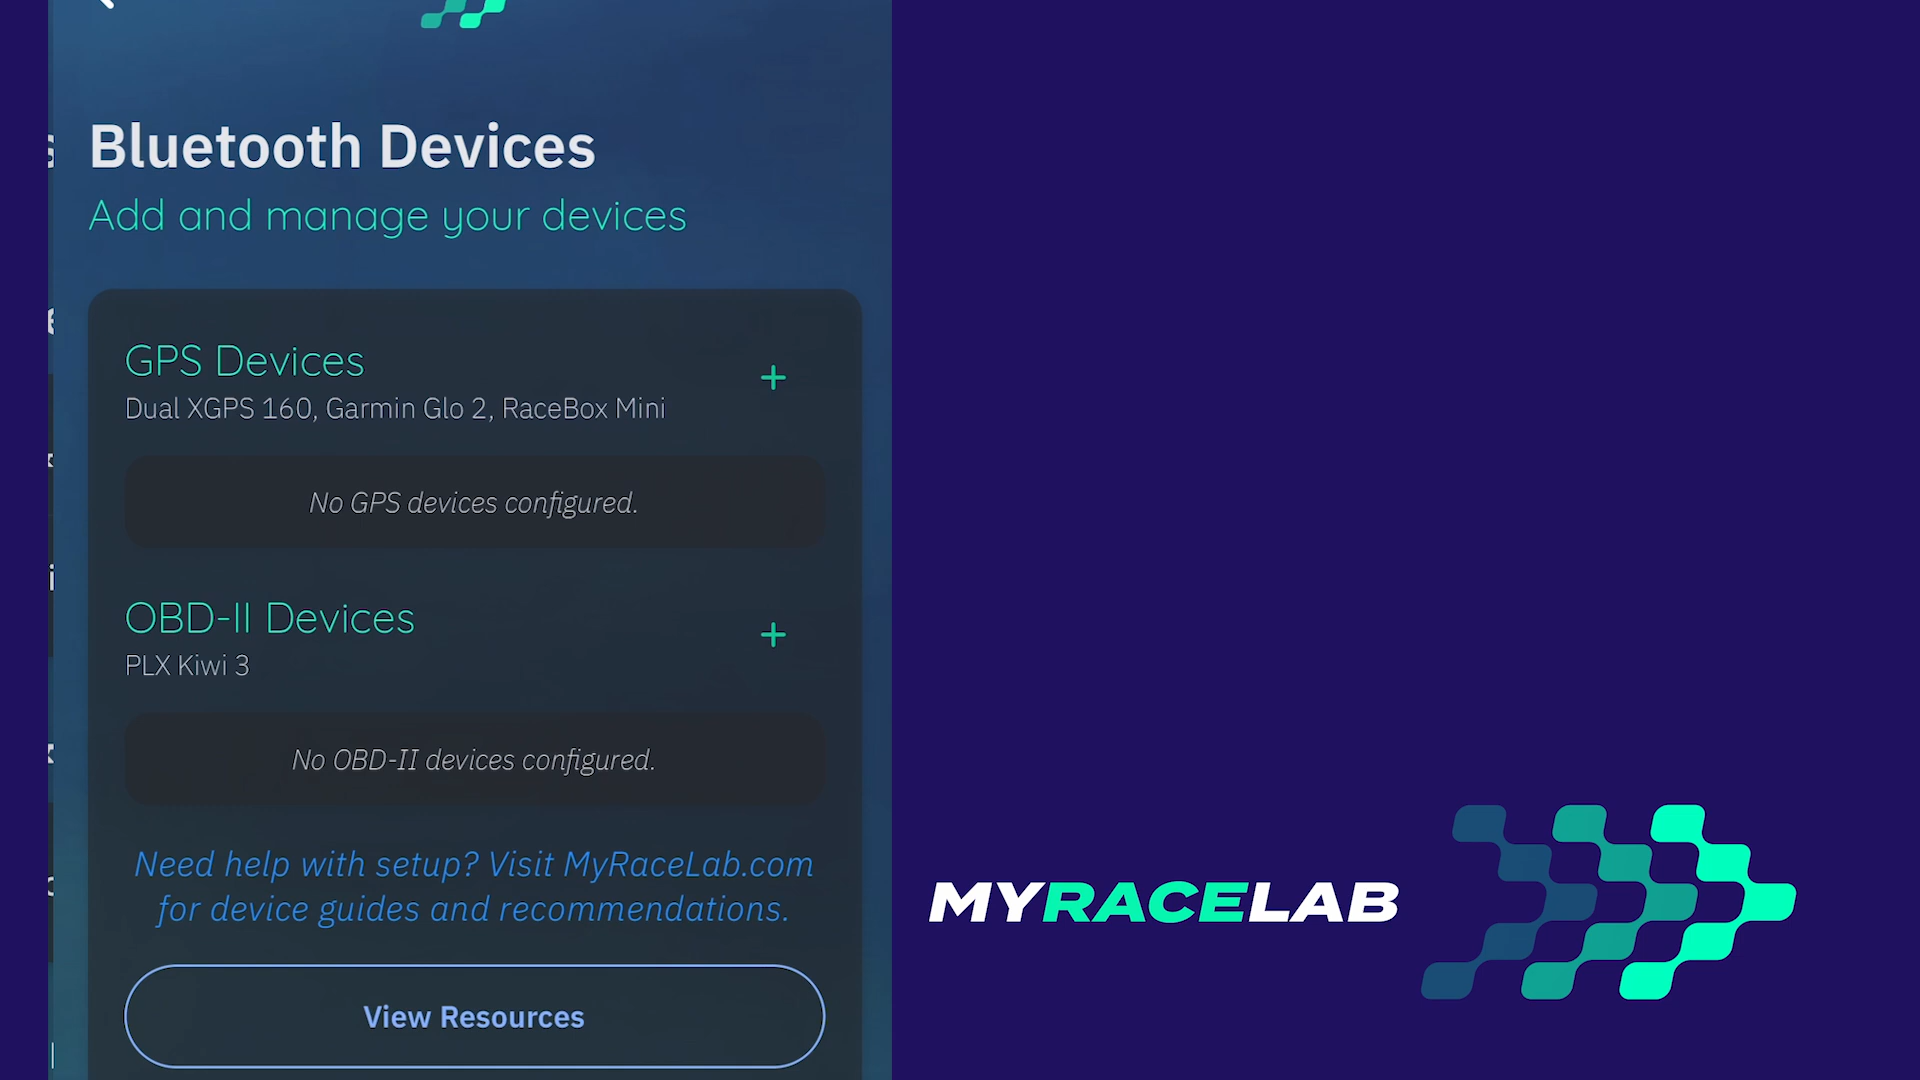 Bluetooth Devices
Add and manage your devices
GPS Devices
+
Dual XGPS 160, Garmin Glo 2, RaceBox Mini
No GPS devices configured.
OBD-II Devices
+
PLX Kiwi 3
No OBD-II devices configured.
Need help with setup? Visit MyRaceLab.com
for device guides and recommendations.
View Resources
MYRACELAB